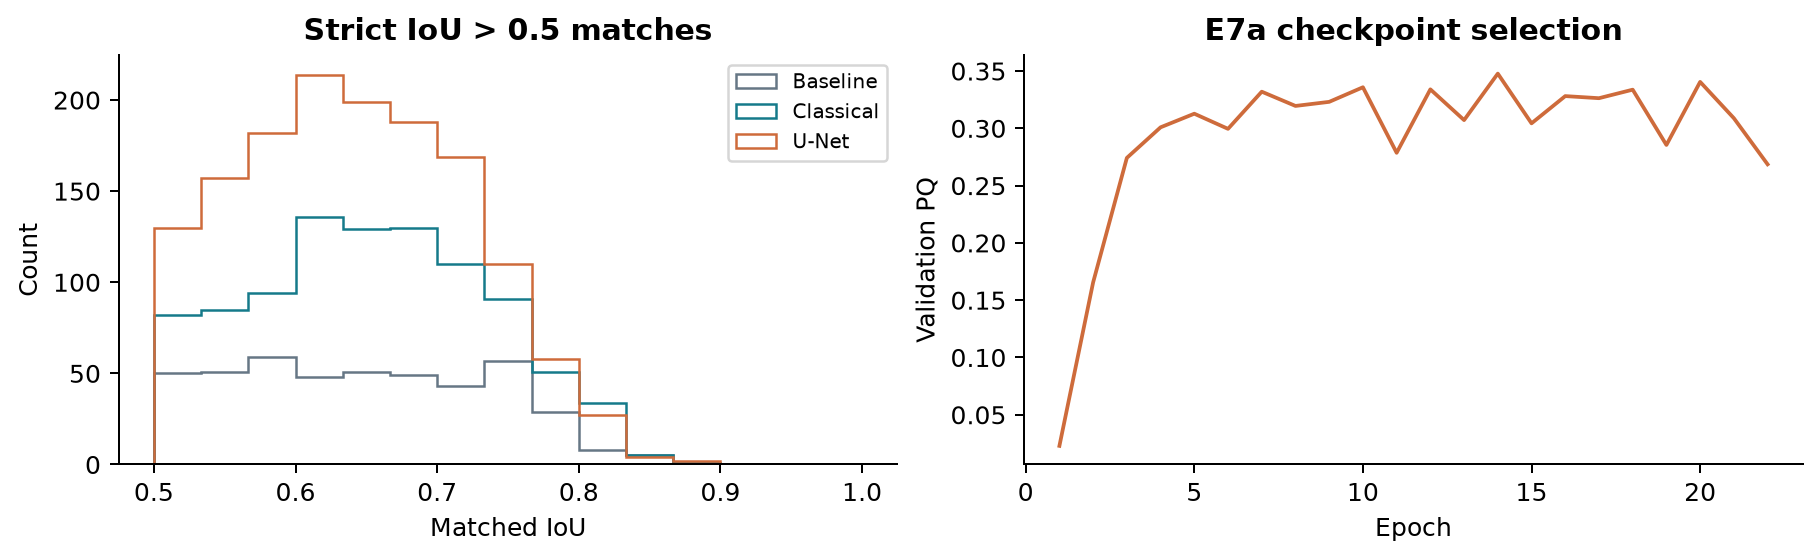 Strict IoU > 0.5 matches
Baseline
Classical
U-Net
200
150
100
50
0
Count
0.5 0.6 0.7 0.8 0.9 1.0
Matched IoU
E7a checkpoint selection
0.35
0.30
0.25
0.20
0.15
0.10
0.05
Validation PQ
0 5 10 15 20
Epoch